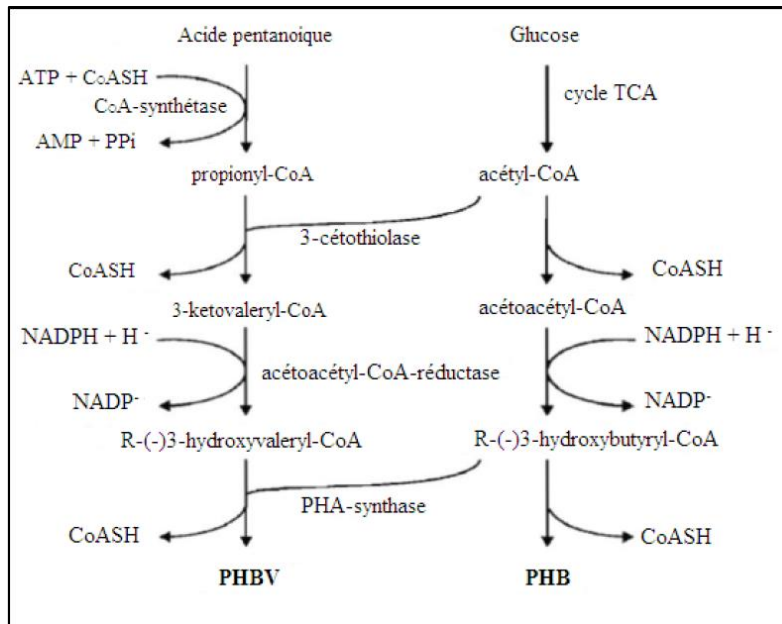 Acide pentanoique
Glucose
ATP + CoASH
CoA-synthétase
cycle TCA
AMP + PPi
propionyl-CoA
acétyl-CoA
3-cétothiolase
CoASH
CoASH
3-ketovaleryl-CoA
acétoacétyl-CoA
NADPH + H -
NADPH + H -
acétoacétyl-CoA-réductase
NADP-
NADP-
R-(-)3-hydroxyvaleryl-CoA
R-(-)3-hydroxybutyryl-CoA
PHA-synthase
CoASH
CoASH
PHBV
PHB